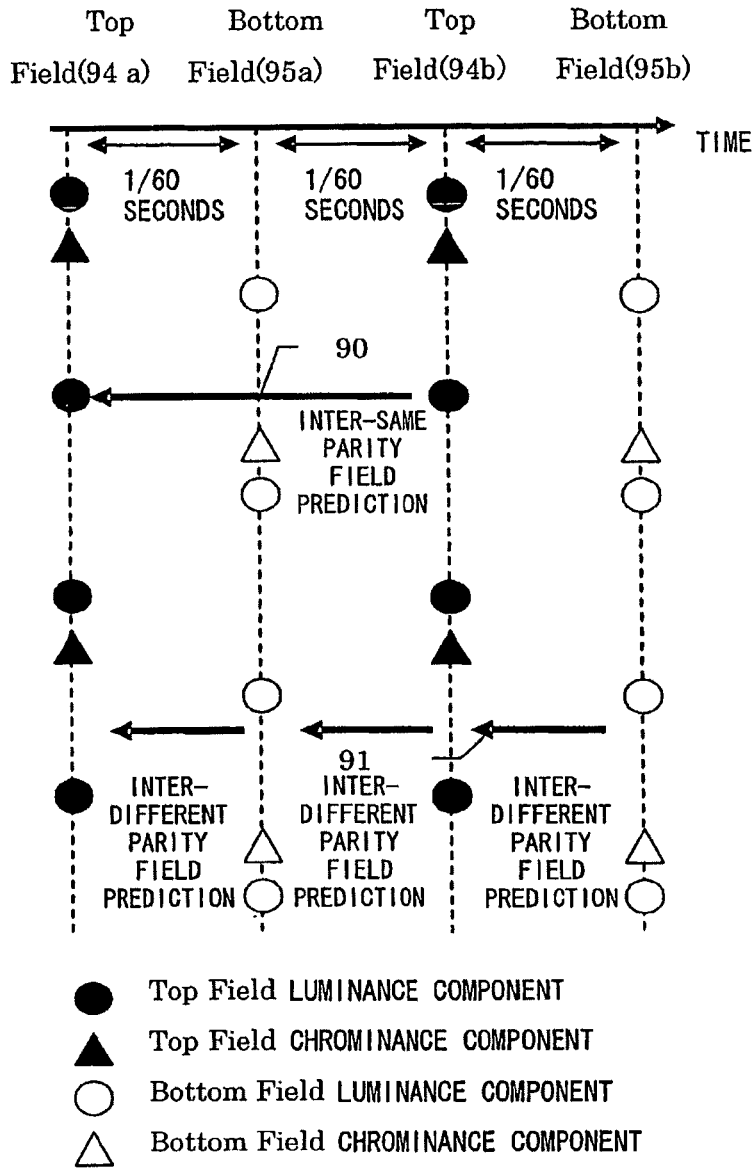 Top Bottom Top Bottom
Field(94 a) Field(95a) Field(94b) Field(95b)
TIME
1/60 1/60 1/60
SECONDS SECONDS SECONDS
90
INTER-SAME
PARITY
FIELD
PREDICTION
91
INTER- INTER- INTER-
DIFFERENT DIFFERENT DIFFERENT
PARITY PARITY PARITY
FIELD FIELD FIELD
PREDICTION PREDICTION PREDICTION
Top Field LUMINANCE COMPONENT
Top Field CHROMINANCE COMPONENT
Bottom Field LUMINANCE COMPONENT
Bottom Field CHROMINANCE COMPONENT